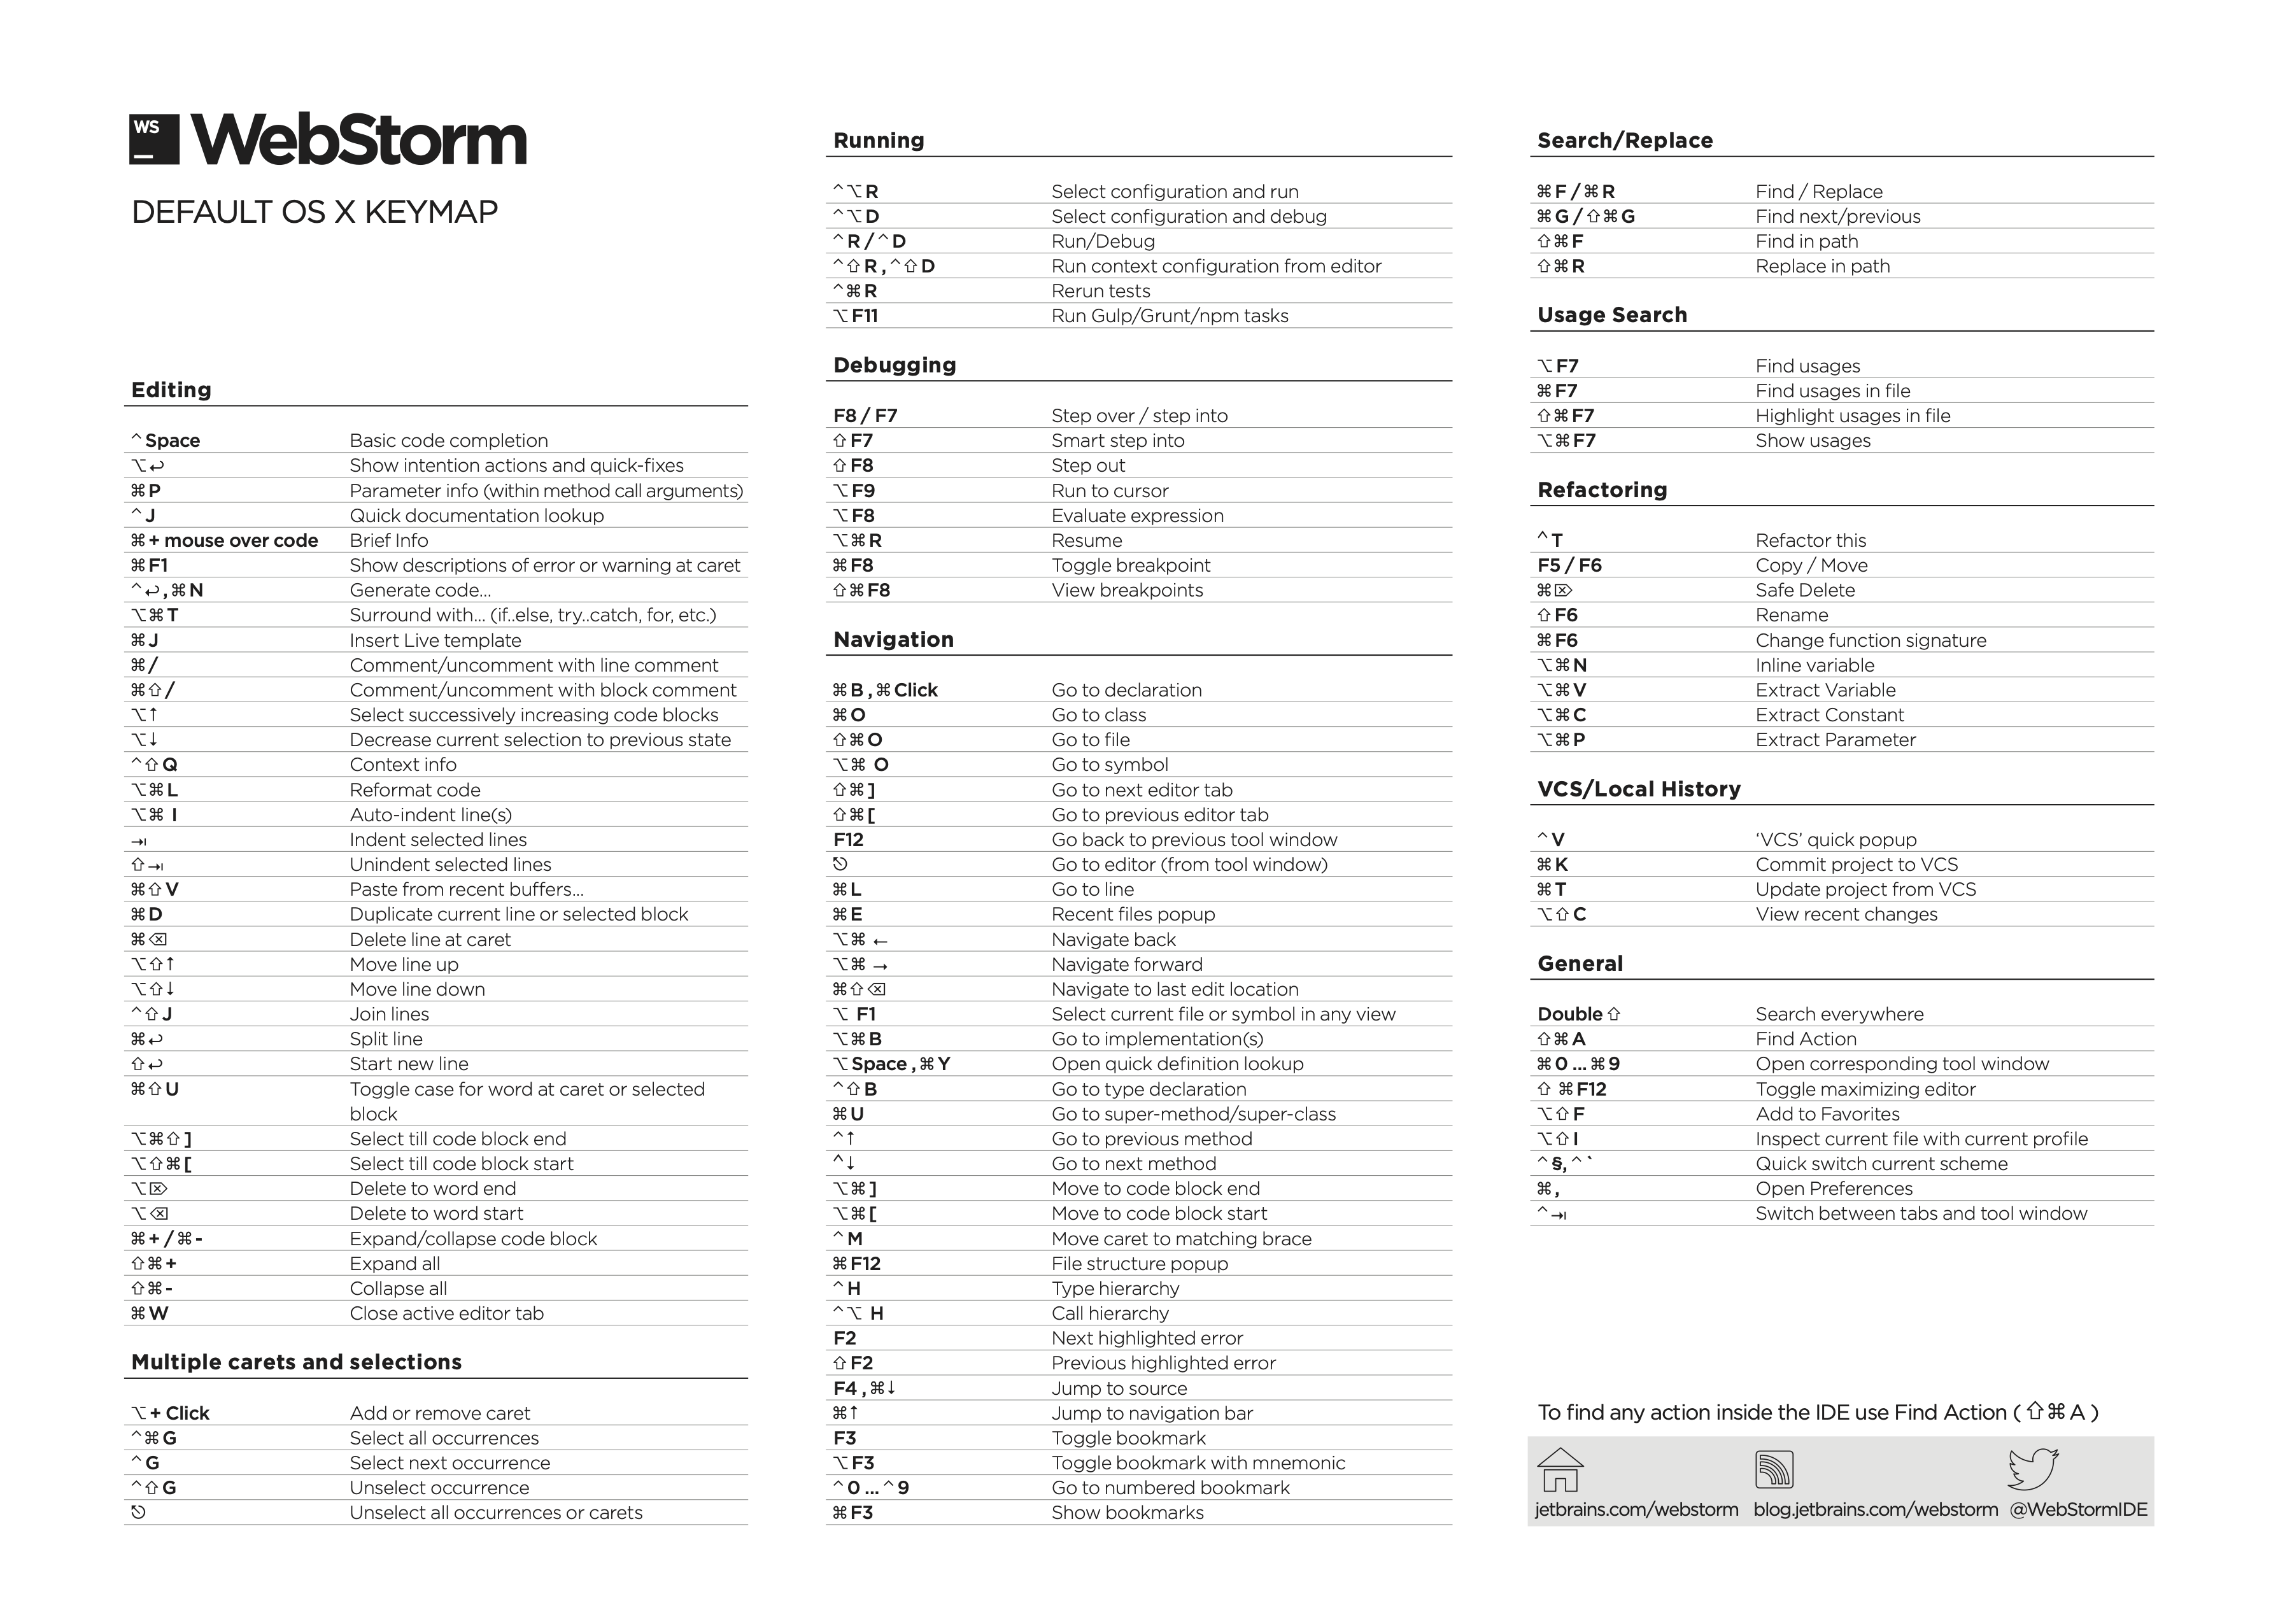 WS WebStorm
DEFAULT OS X KEYMAP
Editing
^ Space Basic code completion
⌥ ↩ Show intention actions and quick-fixes
⌘ P Parameter info (within method call arguments)
^ J Quick documentation lookup
⌘ + mouse over code Brief Info
⌘ F1 Show descriptions of error or warning at caret
^ ↩ , ⌘ N Generate code...
⌥ ⌘ T Surround with... (if..else, try..catch, for, etc.)
⌘ J Insert Live template
⌘ / Comment/uncomment with line comment
⌘ ⇧ / Comment/uncomment with block comment
⌥ ↑ Select successively increasing code blocks
⌥ ↓ Decrease current selection to previous state
^ ⇧ Q Context info
⌥ ⌘ L Reformat code
⌥ ⌘ I Auto-indent line(s)
⇥ Indent selected lines
⇧ ⇥ Unindent selected lines
⌘ ⇧ V Paste from recent buffers...
⌘ D Duplicate current line or selected block
⌘ ⌫ Delete line at caret
⌥ ⇧ ↑ Move line up
⌥ ⇧ ↓ Move line down
^ ⇧ J Join lines
⌘ ↩ Split line
⇧ ↩ Start new line
⌘ ⇧ U Toggle case for word at caret or selected
block
⌥ ⌘ ⇧ ] Select till code block end
⌥ ⇧ ⌘ [ Select till code block start
⌥ ⌦ Delete to word end
⌥ ⌫ Delete to word start
⌘ + / ⌘ - Expand/collapse code block
⇧ ⌘ + Expand all
⇧ ⌘ - Collapse all
⌘ W Close active editor tab
Multiple carets and selections
⌥ + Click Add or remove caret
^ ⌘ G Select all occurrences
^ G Select next occurrence
^ ⇧ G Unselect occurrence
⎋ Unselect all occurrences or carets
Running
^ ⌥ R Select configuration and run
^ ⌥ D Select configuration and debug
^ R / ^ D Run/Debug
^ ⇧ R , ^ ⇧ D Run context configuration from editor
^ ⌘ R Rerun tests
⌥ F11 Run Gulp/Grunt/npm tasks
Debugging
F8 / F7 Step over / step into
⇧ F7 Smart step into
⇧ F8 Step out
⌥ F9 Run to cursor
⌥ F8 Evaluate expression
⌥ ⌘ R Resume
⌘ F8 Toggle breakpoint
⇧ ⌘ F8 View breakpoints
Navigation
⌘ B , ⌘ Click Go to declaration
⌘ O Go to class
⇧ ⌘ O Go to file
⌥ ⌘ O Go to symbol
⇧ ⌘ ] Go to next editor tab
⇧ ⌘ [ Go to previous editor tab
F12 Go back to previous tool window
⎋ Go to editor (from tool window)
⌘ L Go to line
⌘ E Recent files popup
⌥ ⌘ ← Navigate back
⌥ ⌘ → Navigate forward
⌘ ⇧ ⌫ Navigate to last edit location
⌥ F1 Select current file or symbol in any view
⌥ ⌘ B Go to implementation(s)
⌥ Space , ⌘ Y Open quick definition lookup
^ ⇧ B Go to type declaration
⌘ U Go to super-method/super-class
^ ↑ Go to previous method
^ ↓ Go to next method
⌥ ⌘ ] Move to code block end
⌥ ⌘ [ Move to code block start
^ M Move caret to matching brace
⌘ F12 File structure popup
^ H Type hierarchy
^ ⌥ H Call hierarchy
F2 Next highlighted error
⇧ F2 Previous highlighted error
F4 , ⌘ ↓ Jump to source
⌘ ↑ Jump to navigation bar
F3 Toggle bookmark
⌥ F3 Toggle bookmark with mnemonic
^ 0 ... ^ 9 Go to numbered bookmark
⌘ F3 Show bookmarks
Search/Replace
⌘ F / ⌘ R Find / Replace
⌘ G / ⇧ ⌘ G Find next/previous
⇧ ⌘ F Find in path
⇧ ⌘ R Replace in path
Usage Search
⌥ F7 Find usages
⌘ F7 Find usages in file
⇧ ⌘ F7 Highlight usages in file
⌥ ⌘ F7 Show usages
Refactoring
^ T Refactor this
F5 / F6 Copy / Move
⌘ ⌦ Safe Delete
⇧ F6 Rename
⌘ F6 Change function signature
⌥ ⌘ N Inline variable
⌥ ⌘ V Extract Variable
⌥ ⌘ C Extract Constant
⌥ ⌘ P Extract Parameter
VCS/Local History
^ V ‘VCS’ quick popup
⌘ K Commit project to VCS
⌘ T Update project from VCS
⌥ ⇧ C View recent changes
General
Double ⇧ Search everywhere
⇧ ⌘ A Find Action
⌘ 0 ... ⌘ 9 Open corresponding tool window
⇧ ⌘ F12 Toggle maximizing editor
⌥ ⇧ F Add to Favorites
⌥ ⇧ I Inspect current file with current profile
^ §, ^ ` Quick switch current scheme
⌘ , Open Preferences
^ ⇥ Switch between tabs and tool window
To find any action inside the IDE use Find Action ( ⇧ ⌘ A )
jetbrains.com/webstorm blog.jetbrains.com/webstorm @WebStormIDE